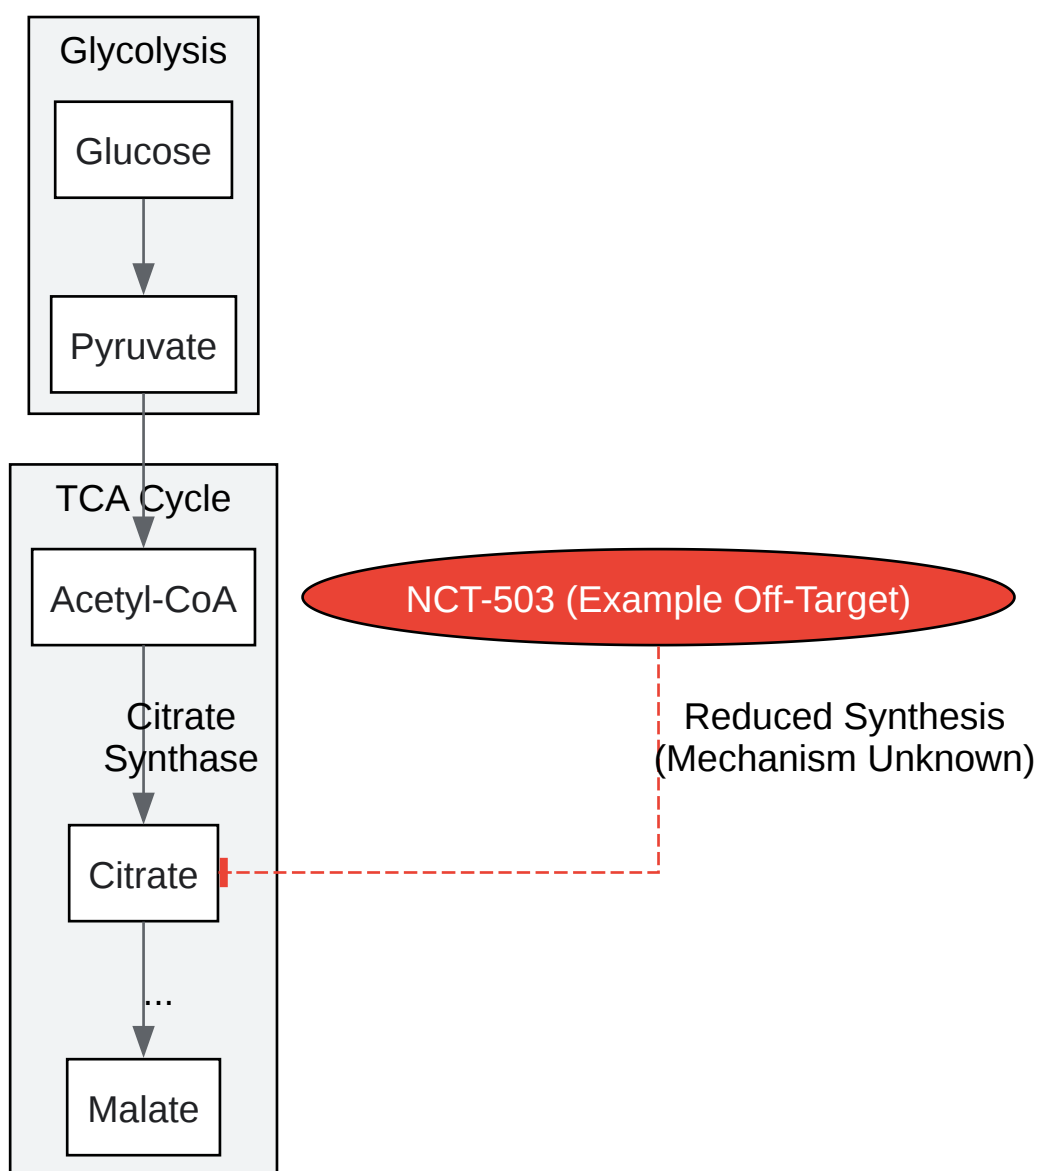 Glycolysis
Glucose
Pyruvate
TCA Cycle
Acetyl-CoA
NCT-503 (Example Off-Target)
Citrate
Synthase
Reduced Synthesis
(Mechanism Unknown)
Citrate
...
Malate